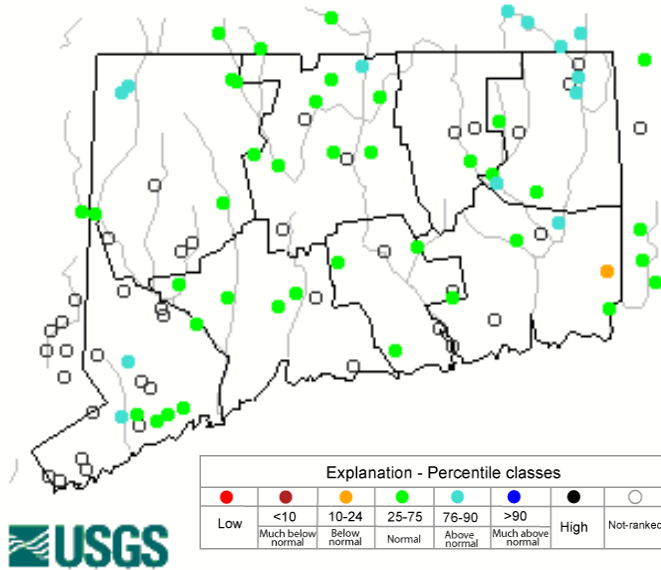 Explanation - Percentile classes
Low
<10
Much below normal
10-24
Below normal
25-75
Normal
76-90
Above normal
>90
Much above normal
High
Not-ranked
USGS